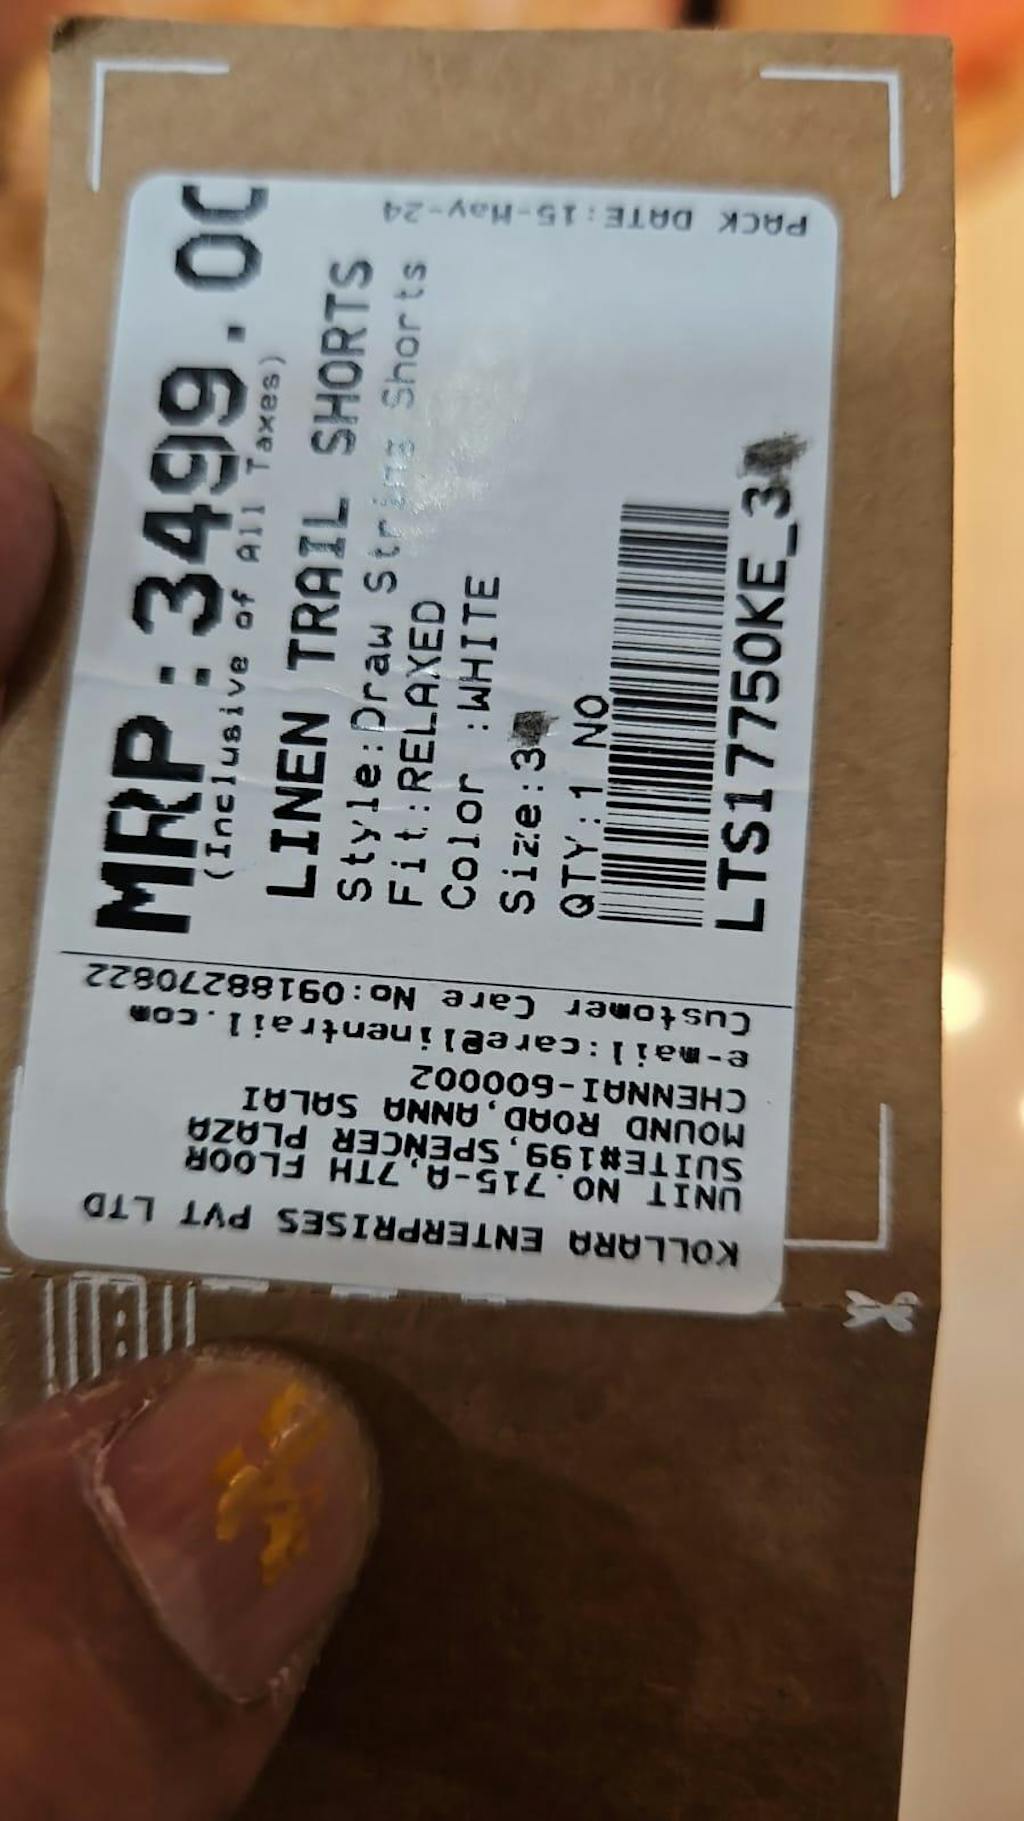 MRP:3499.00
(Inclusive of All Taxes)
LINEN TRAIL SHORTS
Style:Draw String Shorts
Fit:RELAXED
Color :WHITE
Size:3
QTY:1 NO
LTS17750KE_3
PACK DATE:15-May-24
KOLLARA ENTERPRISES PVT LTD
UNIT NO.715-A,7TH FLOOR
SUITE#199,SPENCER PLAZA
MOUND ROAD,ANNA SALAI
CHENNAI-600002
e-mail:care@linentrail.com
Customer Care No:09188270822